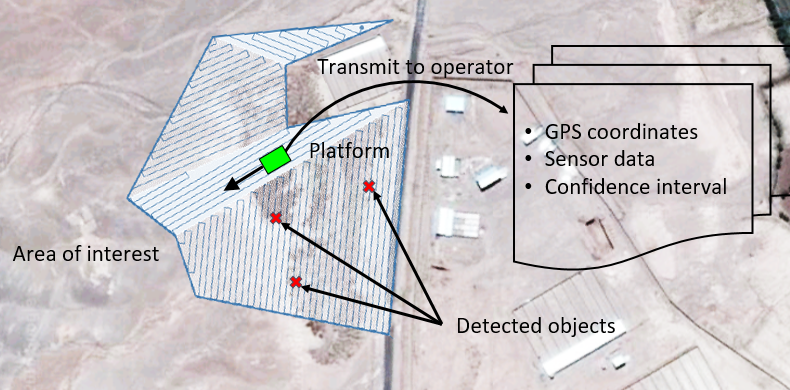 Transmit to operator
• GPS coordinates
• Sensor data
• Confidence interval
Platform
Area of interest
Detected objects